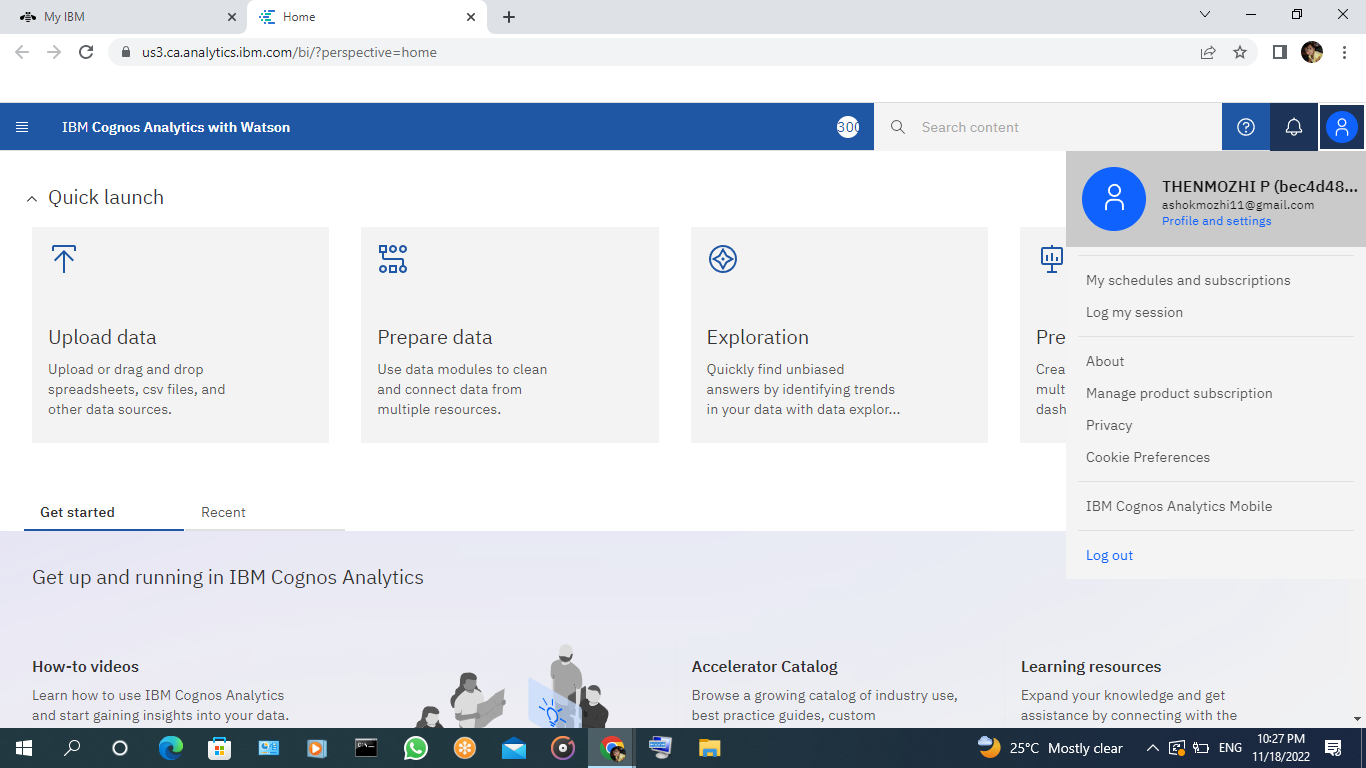 My IBM
Home
us3.ca.analytics.ibm.com/bi/?perspective=home
IBM Cognos Analytics with Watson
300
Search content
THENMOZHI P (bec4d48...
ashokmozhi11@gmail.com
Profile and settings
My schedules and subscriptions
Log my session
About
Manage product subscription
Privacy
Cookie Preferences
IBM Cognos Analytics Mobile
Log out
Quick launch
Upload data
Upload or drag and drop
spreadsheets, csv files, and
other data sources.
Prepare data
Use data modules to clean
and connect data from
multiple resources.
Exploration
Quickly find unbiased
answers by identifying trends
in your data with data explor...
Pre
Crea
mult
dash
Get started
Recent
Get up and running in IBM Cognos Analytics
How-to videos
Learn how to use IBM Cognos Analytics
and start gaining insights into your data.
Accelerator Catalog
Browse a growing catalog of industry use,
best practice guides, custom
Learning resources
Expand your knowledge and get
assistance by connecting with the
25°C Mostly clear
ENG
10:27 PM
11/18/2022